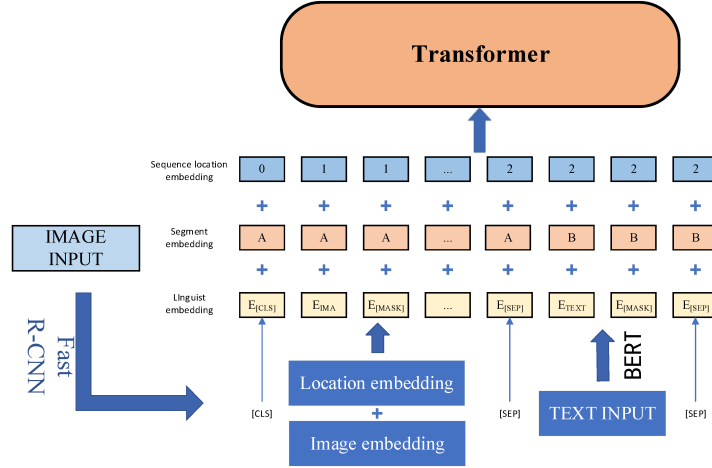 Transformer
Sequence location
embedding
0 1 1 ... 2 2 2 2
+ + + + + + + +
Segment
embedding
A A A ... A B B B
+ + + + + + + +
LInguist
embedding
E[CLS] EIMA E[MASK] ... E[SEP] ETEXT E[MASK] E[SEP]
IMAGE
INPUT
Fast
R-CNN
Location embedding
+
Image embedding
BERT
TEXT INPUT
[CLS] [SEP] [SEP]